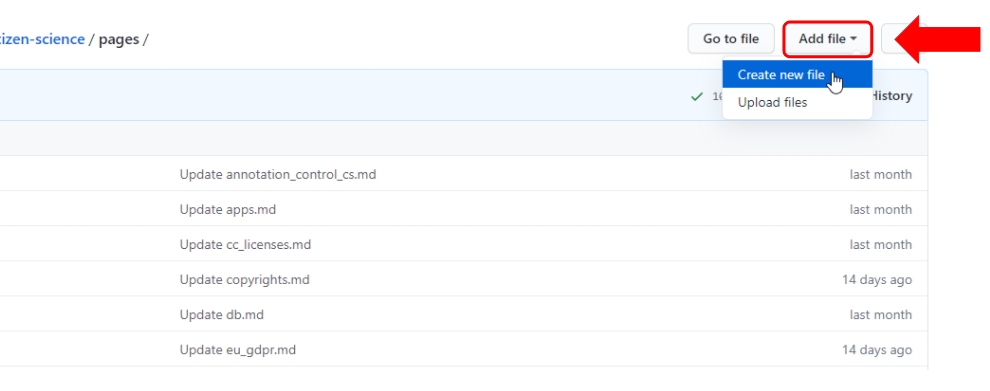 tizen-science / pages /
Go to file
Add file
Create new file
Upload files
History
Update annotation_control_cs.md
last month
Update apps.md
last month
Update cc_licenses.md
last month
Update copyrights.md
14 days ago
Update db.md
last month
Update eu_gdpr.md
14 days ago